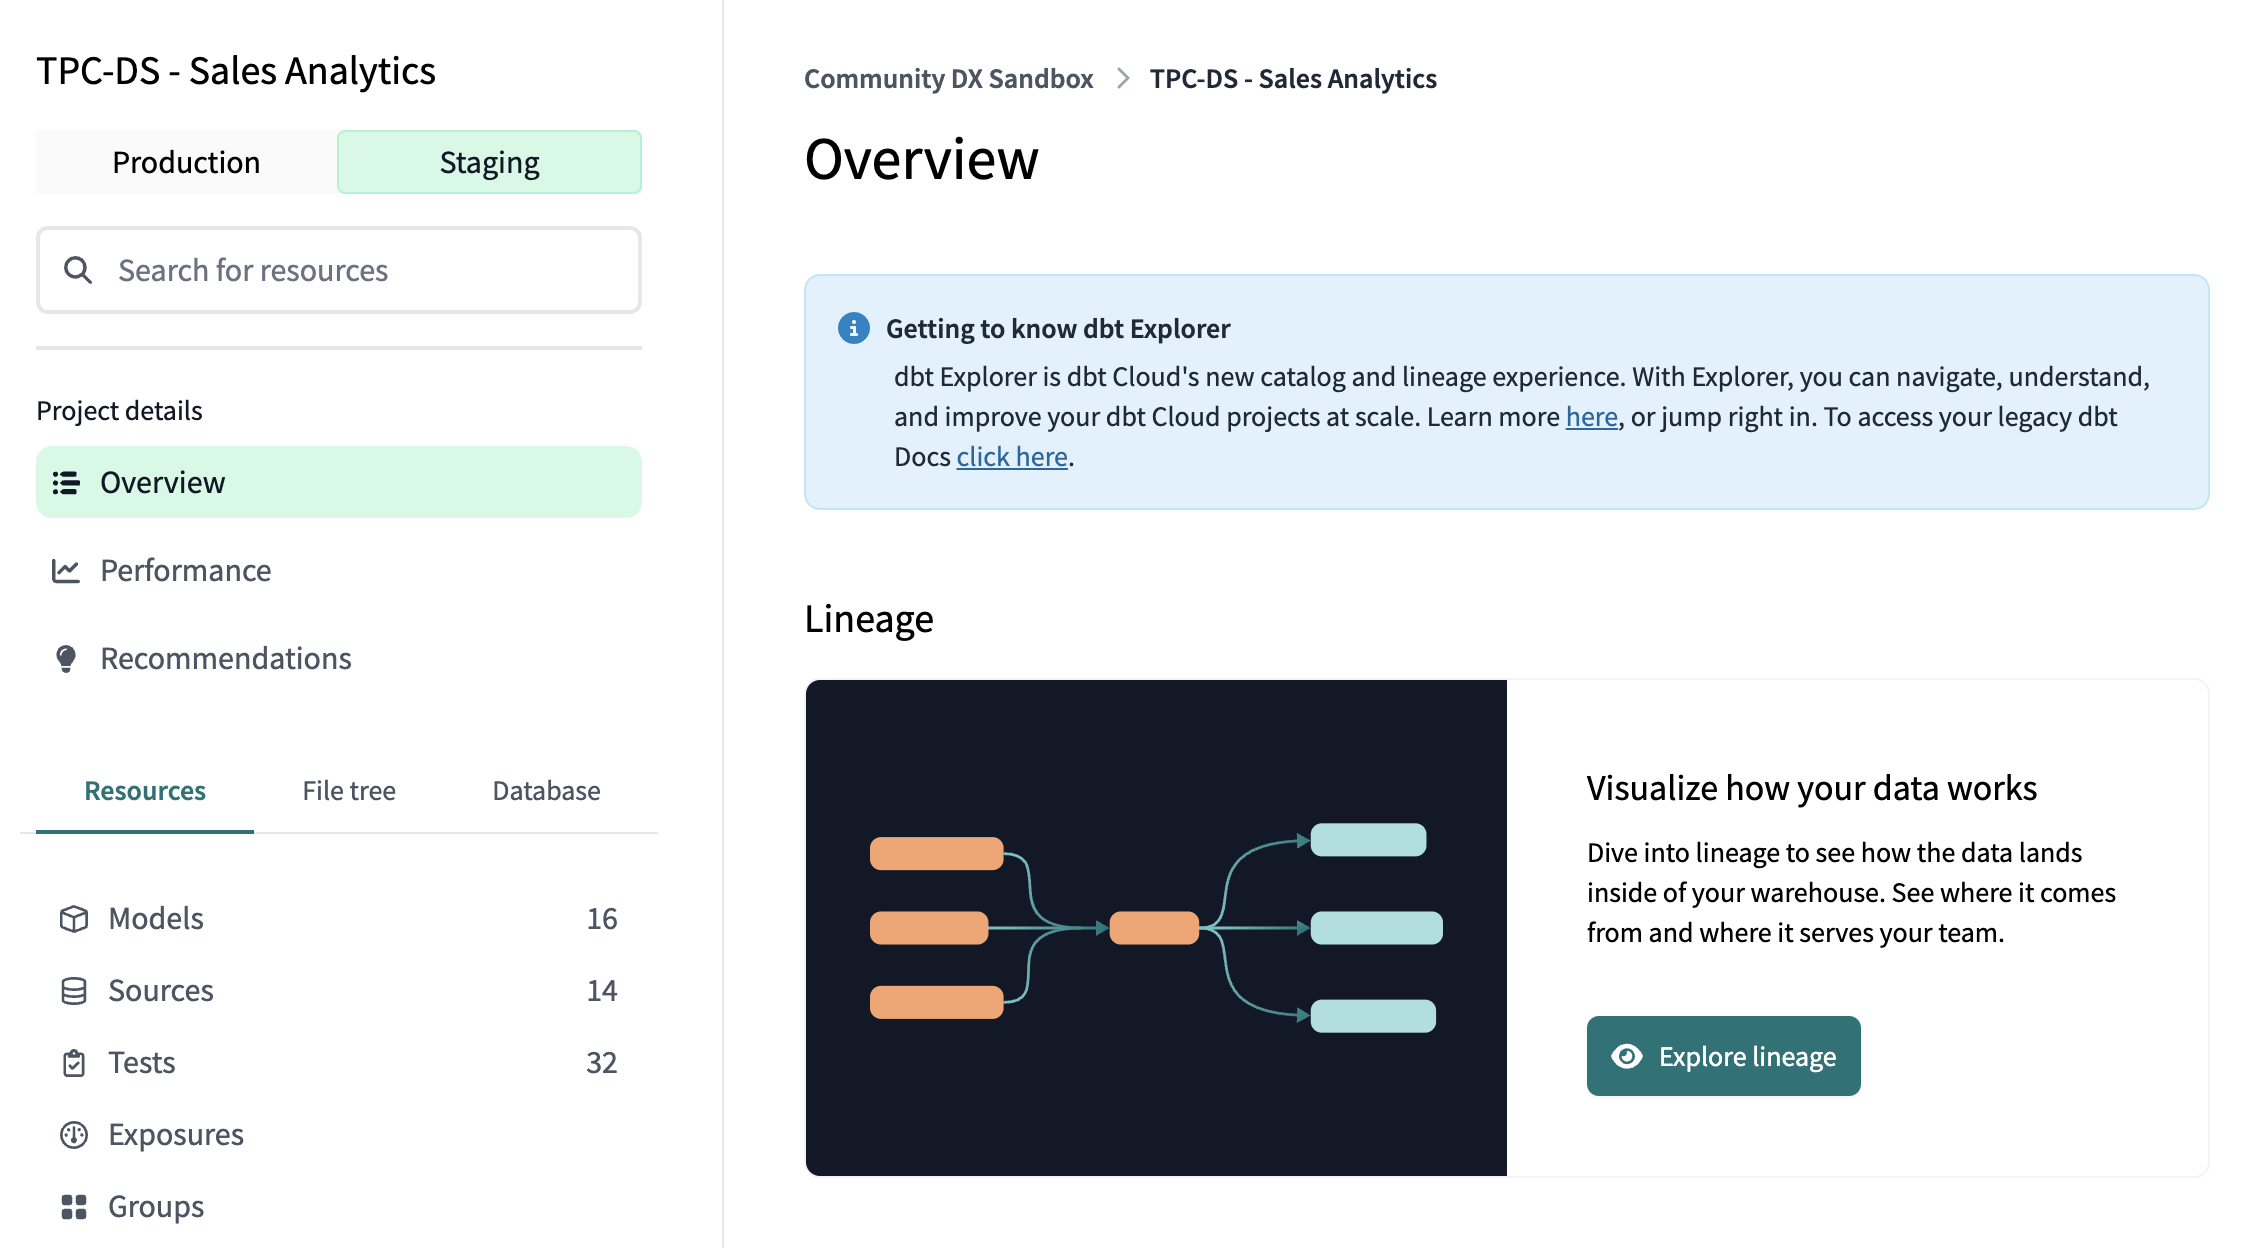 TPC-DS - Sales Analytics
Production
Staging
Search for resources
Project details
Overview
Performance
Recommendations
Resources
File tree
Database
Models
16
Sources
14
Tests
32
Exposures
Groups
Community DX Sandbox
TPC-DS - Sales Analytics
Overview
Getting to know dbt Explorer
dbt Explorer is dbt Cloud's new catalog and lineage experience. With Explorer, you can navigate, understand,
and improve your dbt Cloud projects at scale. Learn more here, or jump right in. To access your legacy dbt
Docs click here.
Lineage
Visualize how your data works
Dive into lineage to see how the data lands
inside of your warehouse. See where it comes
from and where it serves your team.
Explore lineage